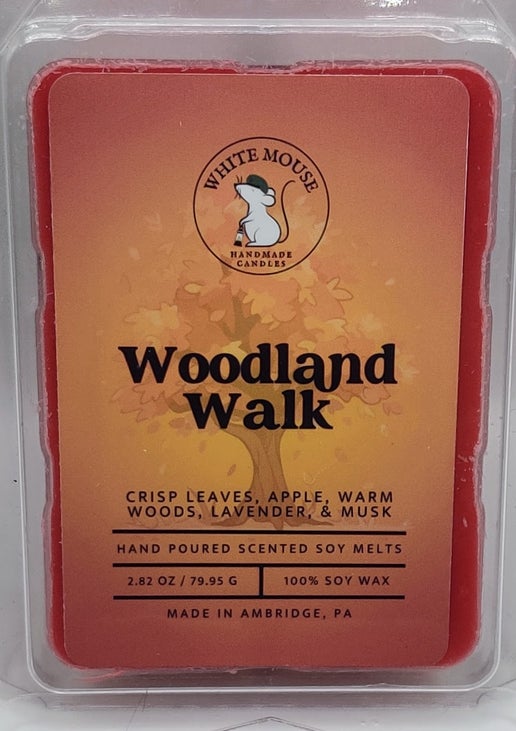 WHITE MOUSE
HANDMADE
CANDLES
Woodland
Walk
CRISP LEAVES, APPLE, WARM
WOODS, LAVENDER, & MUSK
HAND POURED SCENTED SOY MELTS
2.82 OZ / 79.95 G 100% SOY WAX
MADE IN AMBRIDGE, PA